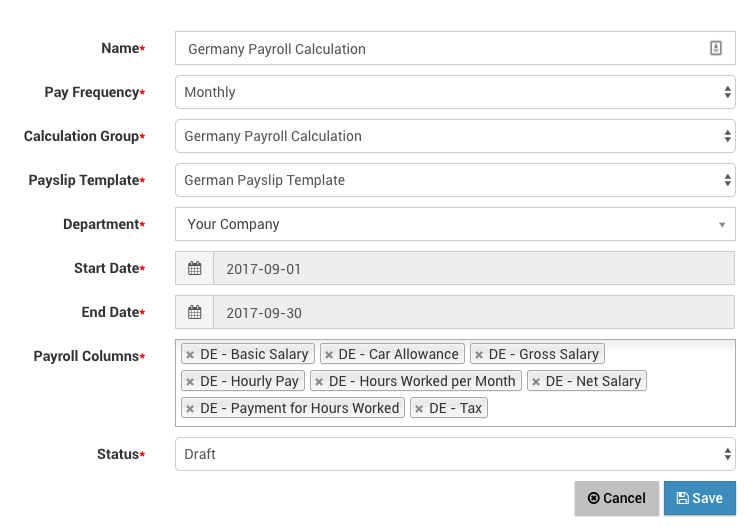 Name* Germany Payroll Calculation
Pay Frequency* Monthly
Calculation Group* Germany Payroll Calculation
Payslip Template* German Payslip Template
Department* Your Company
Start Date* 2017-09-01
End Date* 2017-09-30
Payroll Columns* × DE - Basic Salary × DE - Car Allowance × DE - Gross Salary
× DE - Hourly Pay × DE - Hours Worked per Month × DE - Net Salary
× DE - Payment for Hours Worked × DE - Tax
Status* Draft
Cancel Save